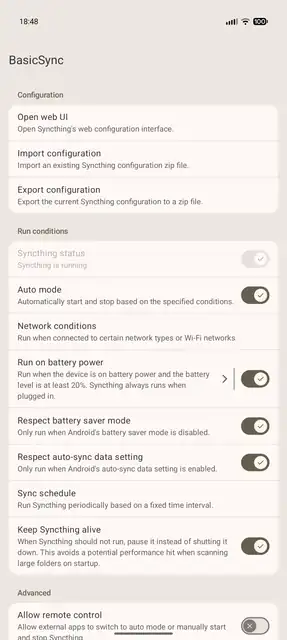 18:48
100
BasicSync
Configuration
Open web UI
Open Syncthing's web configuration interface.
Import configuration
Import an existing Syncthing configuration zip file.
Export configuration
Export the current Syncthing configuration to a zip file.
Run conditions
Syncthing status
Syncthing is running
Auto mode
Automatically start and stop based on the specified conditions.
Network conditions
Run when connected to certain network types or Wi-Fi networks
Run on battery power
Run when the device is on battery power and the battery
level is at least 20%. Syncthing always runs when
plugged in.
Respect battery saver mode
Only run when Android's battery saver mode is disabled.
Respect auto-sync data setting
Only run when Android's auto-sync data setting is enabled.
Sync schedule
Run Syncthing periodically based on a fixed time interval.
Keep Syncthing alive
When Syncthing should not run, pause it instead of shutting it
down. This avoids a potential performance hit when scanning
large folders on startup.
Advanced
Allow remote control
Allow external apps to switch to auto mode or manually start
and stop Syncthing.